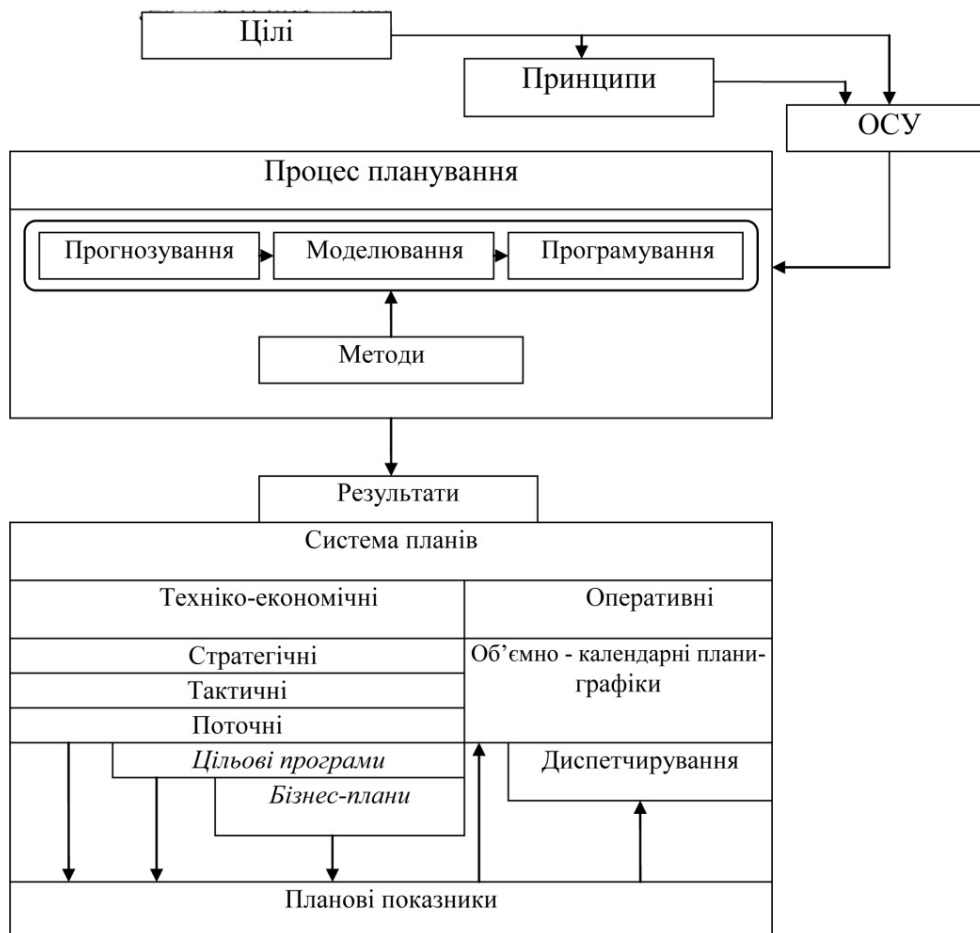 Цілі
Принципи
ОСУ
Процес планування
Прогнозування
Моделювання
Програмування
Методи
Результати
Система планів
Техніко-економічні
Оперативні
Стратегічні
Об’ємно - календарні плани-
графіки
Тактичні
Поточні
Цільові програми
Диспетчирування
Бізнес-плани
Планові показники